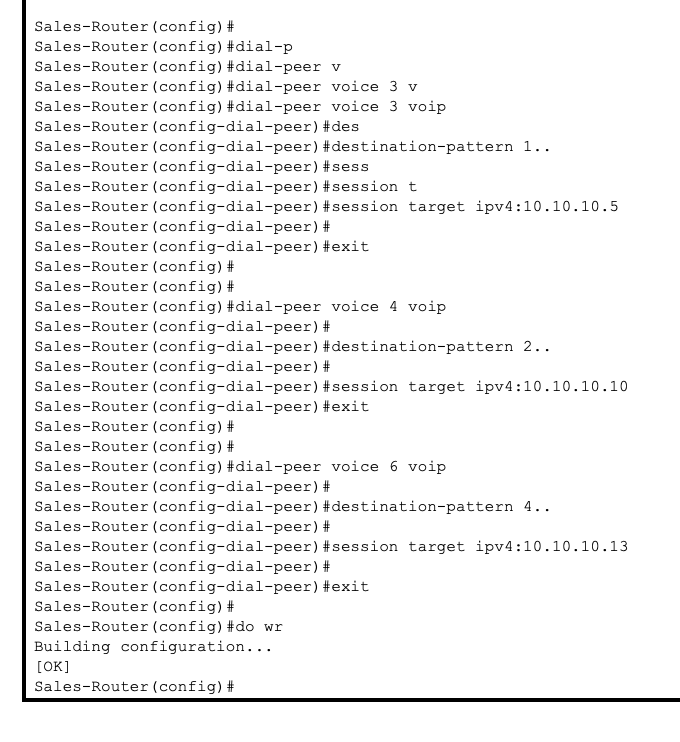 Sales-Router(config)#
Sales-Router(config)#dial-p
Sales-Router(config)#dial-peer v
Sales-Router(config)#dial-peer voice 3 v
Sales-Router(config)#dial-peer voice 3 voip
Sales-Router(config-dial-peer)#des
Sales-Router(config-dial-peer)#destination-pattern 1..
Sales-Router(config-dial-peer)#sess
Sales-Router(config-dial-peer)#session t
Sales-Router(config-dial-peer)#session target ipv4:10.10.10.5
Sales-Router(config-dial-peer)#
Sales-Router(config-dial-peer)#exit
Sales-Router(config)#
Sales-Router(config)#
Sales-Router(config)#dial-peer voice 4 voip
Sales-Router(config-dial-peer)#
Sales-Router(config-dial-peer)#destination-pattern 2..
Sales-Router(config-dial-peer)#
Sales-Router(config-dial-peer)#session target ipv4:10.10.10.10
Sales-Router(config-dial-peer)#exit
Sales-Router(config)#
Sales-Router(config)#
Sales-Router(config)#dial-peer voice 6 voip
Sales-Router(config-dial-peer)#
Sales-Router(config-dial-peer)#destination-pattern 4..
Sales-Router(config-dial-peer)#
Sales-Router(config-dial-peer)#session target ipv4:10.10.10.13
Sales-Router(config-dial-peer)#
Sales-Router(config-dial-peer)#exit
Sales-Router(config)#
Sales-Router(config)#do wr
Building configuration...
[OK]
Sales-Router(config)#